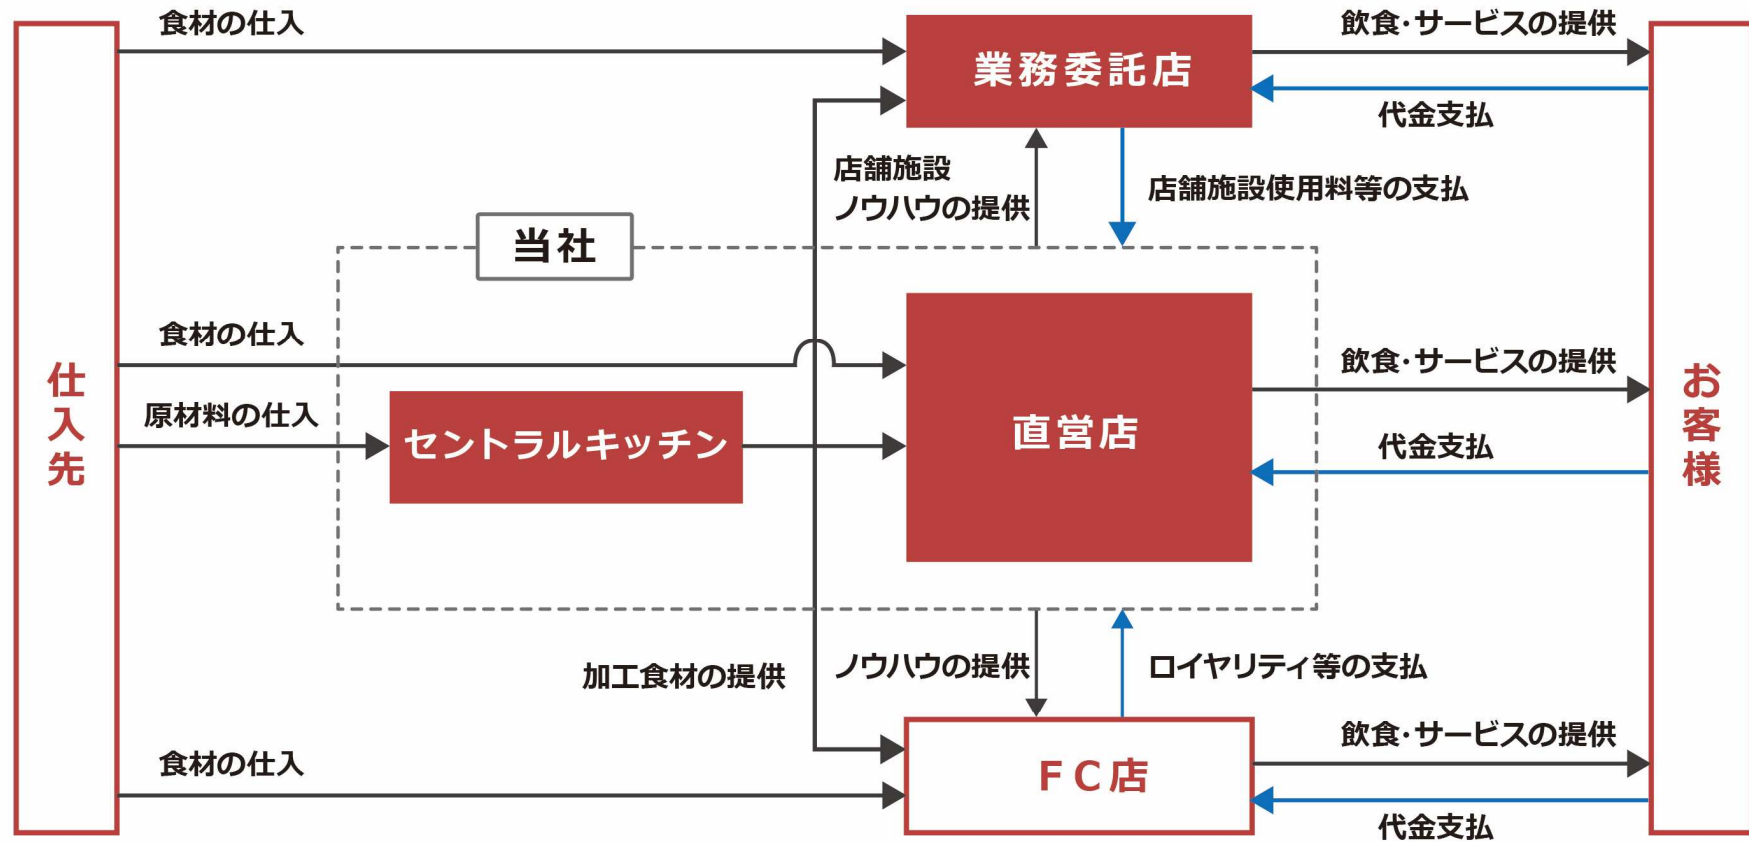 食材の仕入
業務委託店
飲食・サービスの提供
代金支払
店舗施設
ノウハウの提供
店舗施設使用料等の支払
当社
仕入先
食材の仕入
原材料の仕入
セントラルキッチン
直営店
飲食・サービスの提供
代金支払
お客様
加工食材の提供
ノウハウの提供
ロイヤリティ等の支払
食材の仕入
FC店
飲食・サービスの提供
代金支払